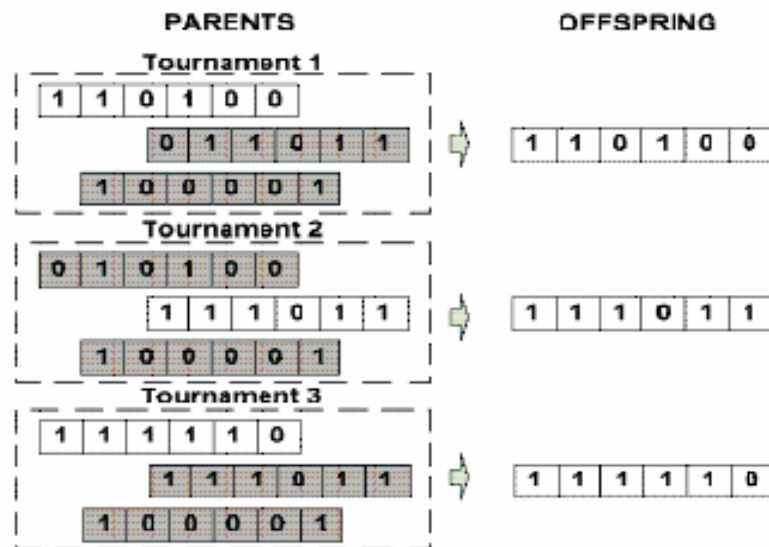 PARENTS OFFSPRING
Tournament 1
1 1 0 1 0 0
0 1 1 0 1 1 1 1 0 1 0 0
1 0 0 0 0 1
Tournament 2
0 1 0 1 0 0
1 1 1 0 1 1 1 1 1 0 1 1
1 0 0 0 0 1
Tournament 3
1 1 1 1 1 0
1 1 1 0 1 1 1 1 1 1 1 0
1 0 0 0 0 1